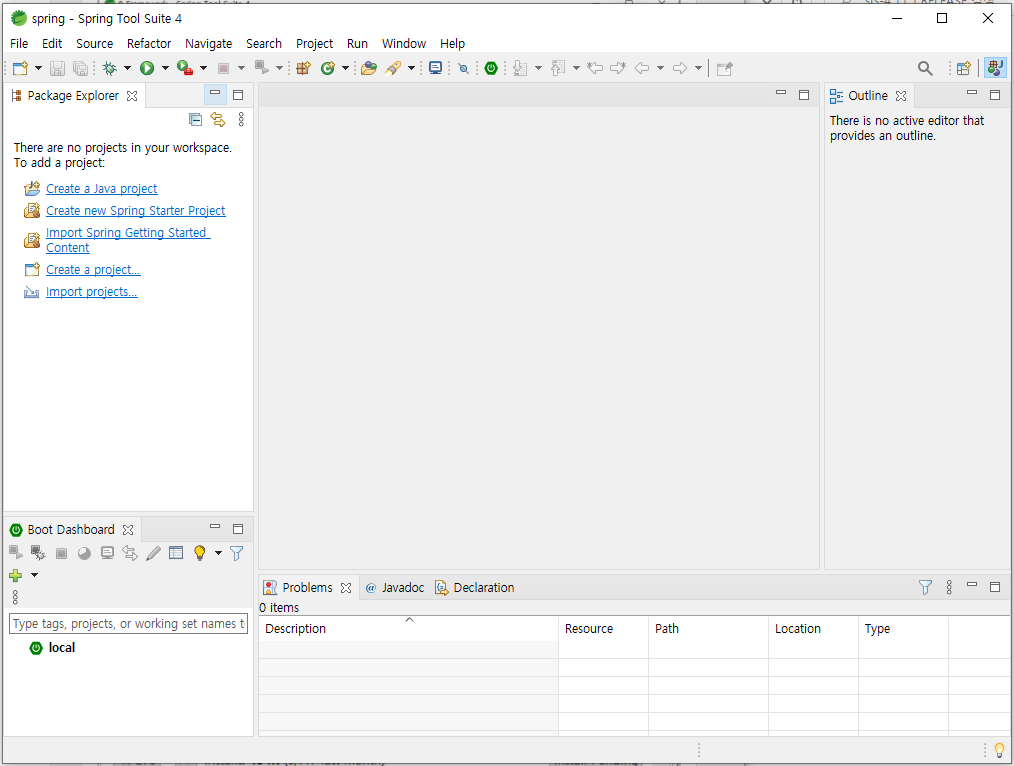 spring - Spring Tool Suite 4
File Edit Source Refactor Navigate Search Project Run Window Help
Package Explorer
There are no projects in your workspace.
To add a project:
Create a Java project
Create new Spring Starter Project
Import Spring Getting Started
Content
Create a project...
Import projects...
Outline
There is no active editor that
provides an outline.
Boot Dashboard
Type tags, projects, or working set names t
local
Problems @ Javadoc Declaration
0 items
Description Resource Path Location Type